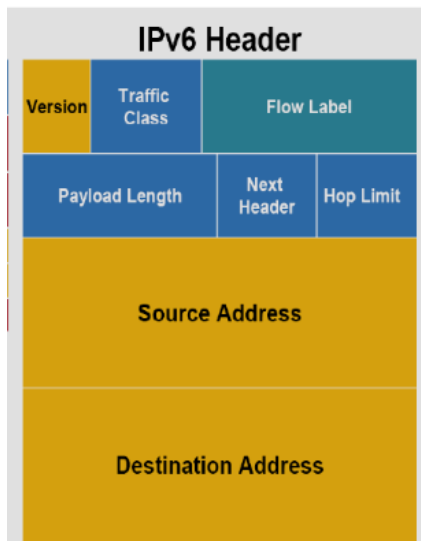 IPv6 Header
Version
Traffic
Class
Flow Label
Payload Length
Next
Header
Hop Limit
Source Address
Destination Address